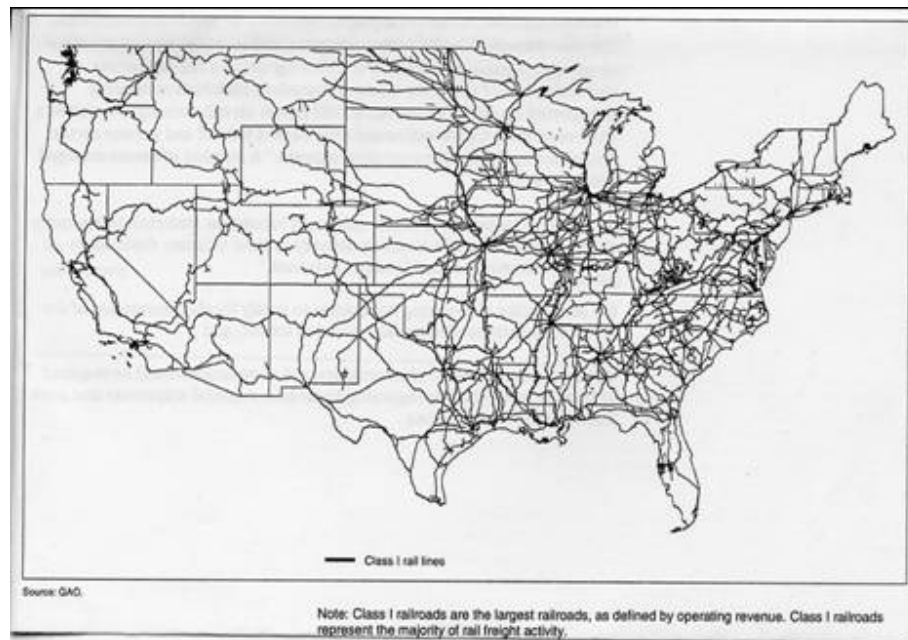 Class I rail lines
Source: GAO.
Note: Class I railroads are the largest railroads, as defined by operating revenue. Class I railroads
represent the majority of rail freight activity.